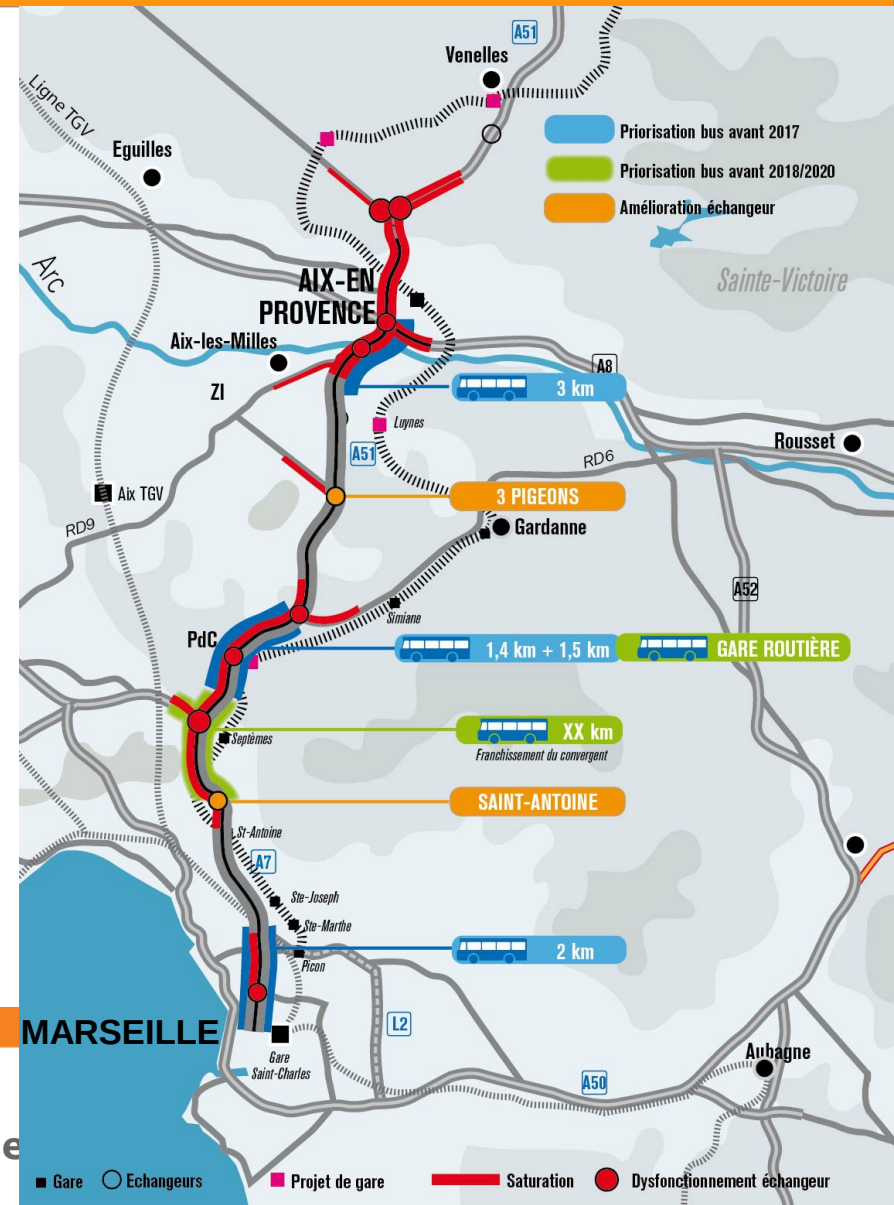 A51
Venelles
Ligne TGV
Eguilles
Priorisation bus avant 2017
Priorisation bus avant 2018/2020
Amélioration échangeur
Sainte-Victoire
Arc
AIX-EN
PROVENCE
Aix-les-Milles
ZI
A8
3 km
Luynes
A51
Rousset
RD6
Aix TGV
3 PIGEONS
RD9
Gardanne
A52
Simiane
PdC
1,4 km + 1,5 km
GARE ROUTIÈRE
Septèmes
XX km
Franchissement du convergent
SAINT-ANTOINE
St-Antoine
A7
Ste-Joseph
Ste-Marthe
2 km
Picon
MARSEILLE
L2
Gare
Saint-Charles
Aubagne
A50
e
Gare
Echangeurs
Projet de gare
Saturation
Dysfonctionnement échangeur